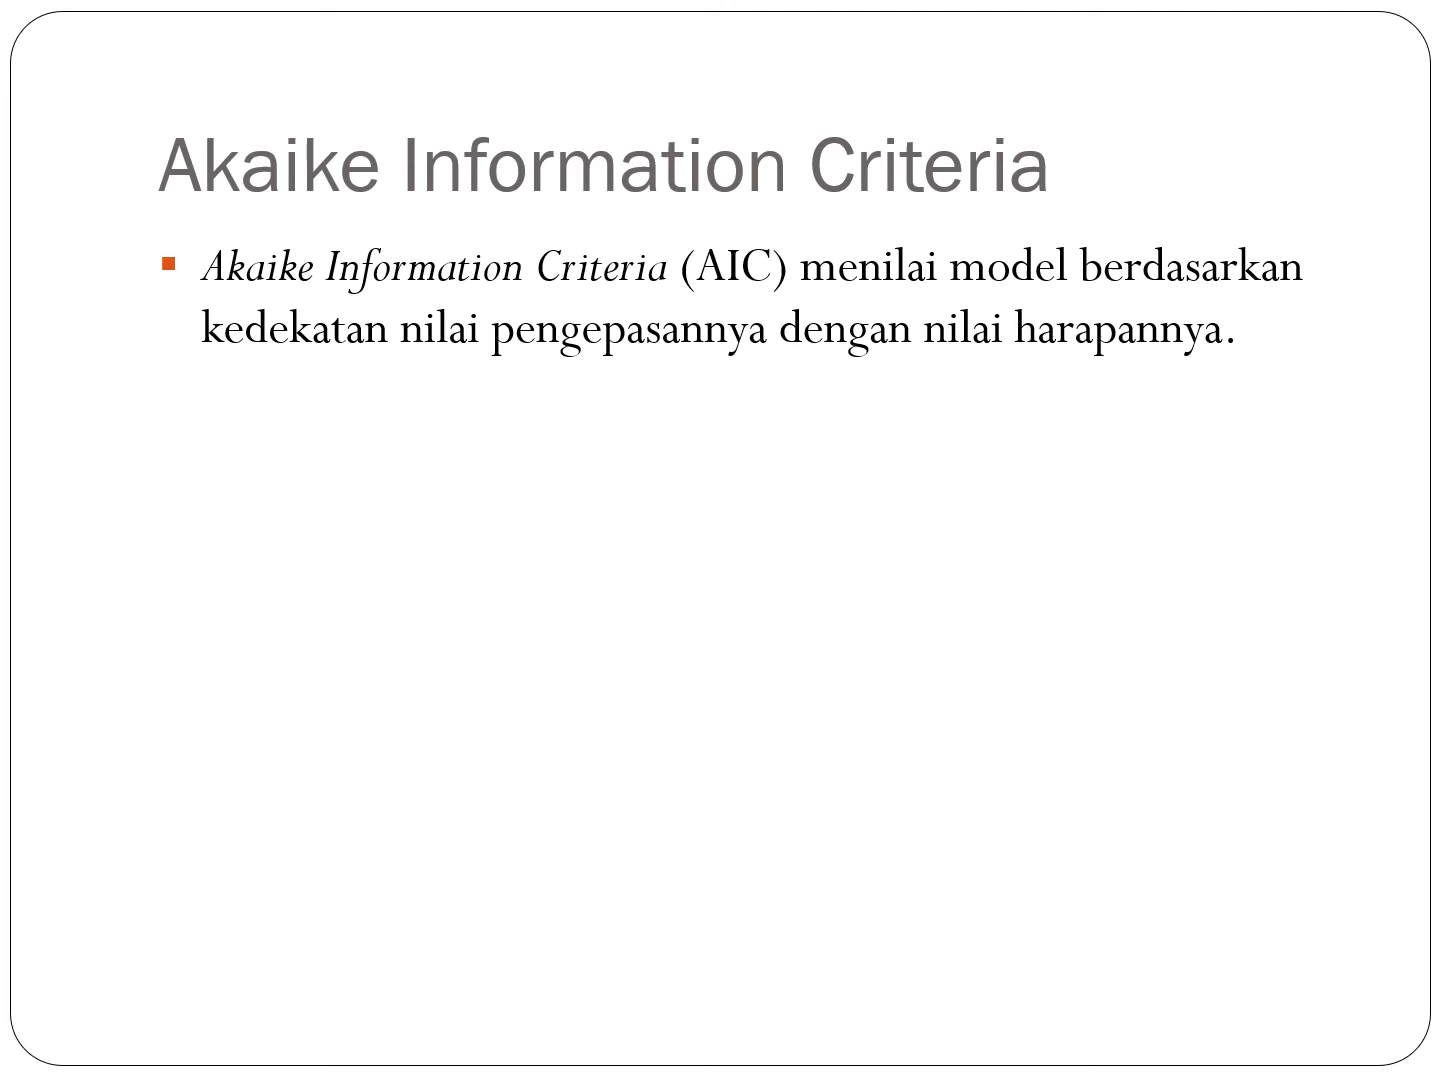 Akaike Information Criteria
Akaike Information Criteria (AIC) menilai model berdasarkan
kedekatan nilai pengepasannya dengan nilai harapannya.